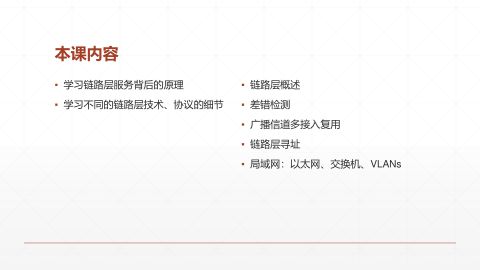 本课内容
▪ 学习链路层服务背后的原理
▪ 学习不同的链路层技术、协议的细节
▪ 链路层概述
▪ 差错检测
▪ 广播信道多接入复用
▪ 链路层寻址
▪ 局域网：以太网、交换机、VLANs